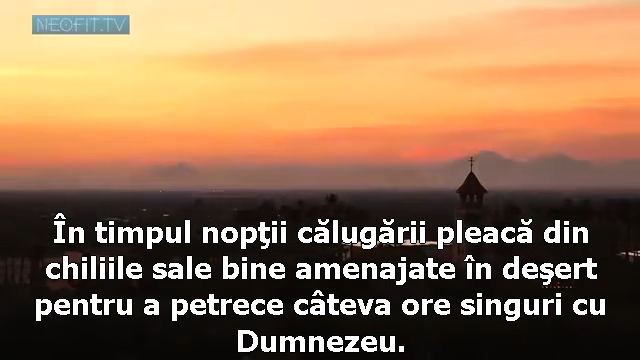 NEOFIT.TV
În timpul nopţii călugării pleacă din
chiliile sale bine amenajate în deşert
pentru a petrece câteva ore singuri cu
Dumnezeu.